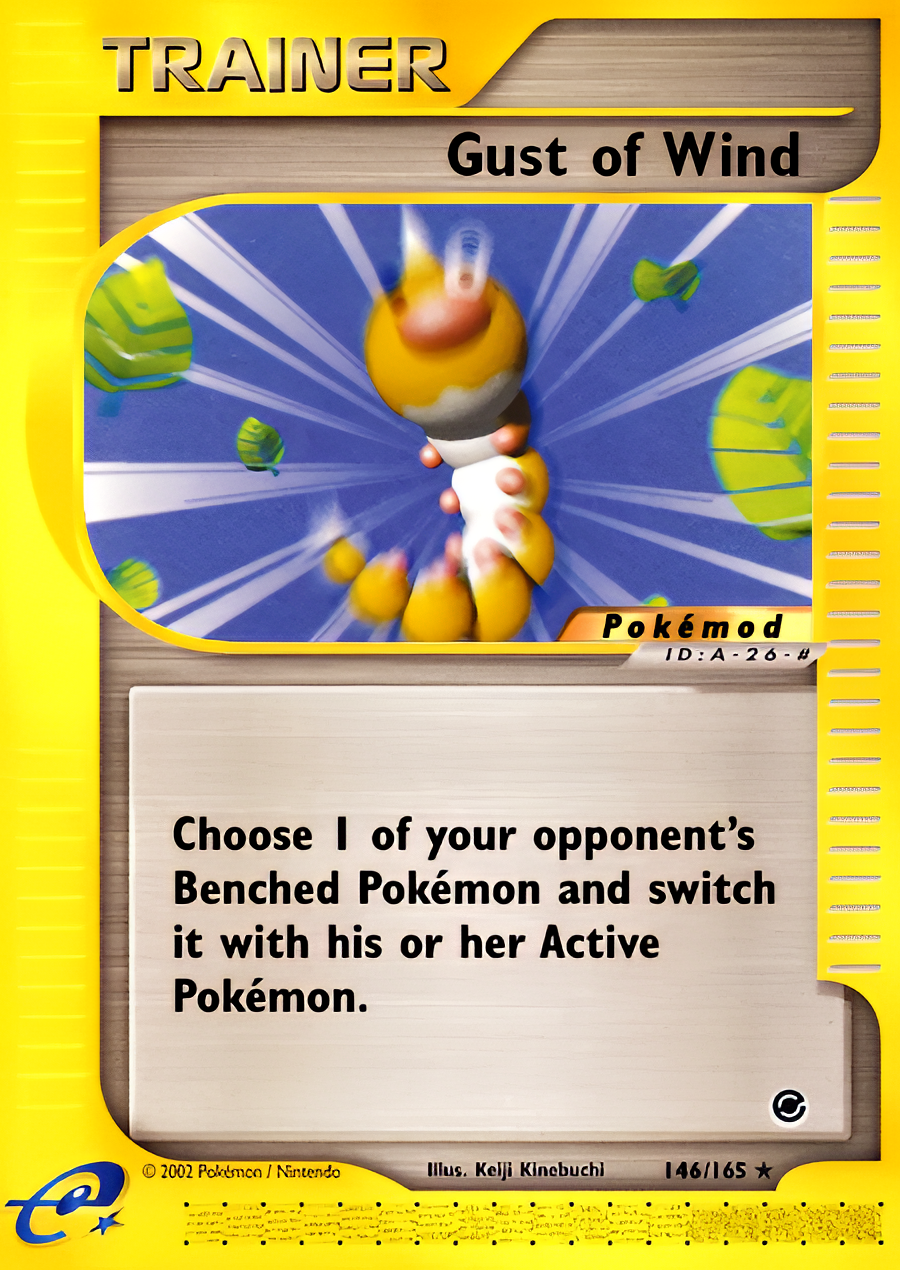 TRAINER
Gust of Wind
Pokémod
ID:A-26-#
Choose 1 of your opponent's
Benched Pokémon and switch
it with his or her Active
Pokémon.
© 2002 Pokémon / Nintendo Illus. Keiji Kinebuchi 146/165 ★